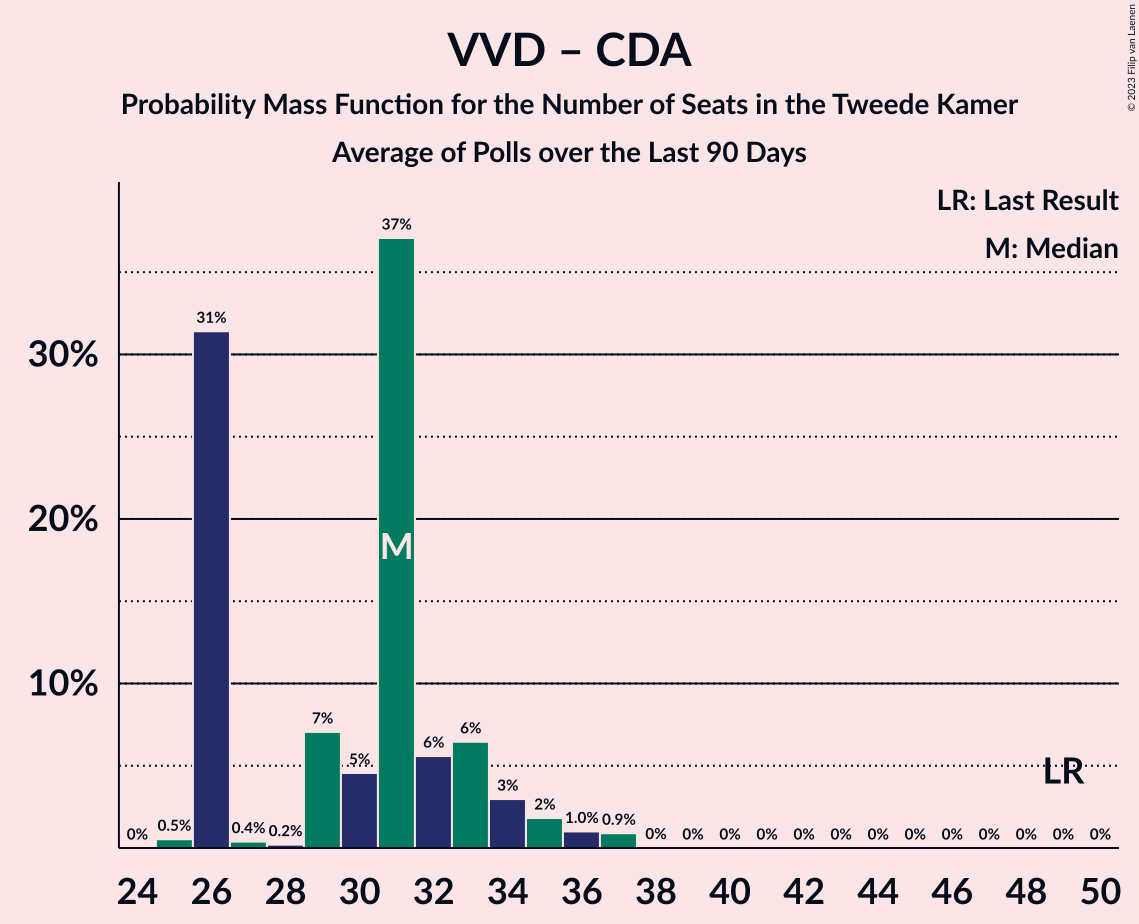 VVD – CDA
Probability Mass Function for the Number of Seats in the Tweede Kamer
Average of Polls over the Last 90 Days
© 2023 Filip van Laenen
LR: Last Result
M: Median
30%
20%
10%
0% 0.5% 31% 0.4% 0.2% 7% 5% 37% 6% 6% 3% 2% 1.0% 0.9% 0% 0% 0% 0% 0% 0% 0% 0% 0% 0% 0% 0% 0%
M
LR
24 26 28 30 32 34 36 38 40 42 44 46 48 50